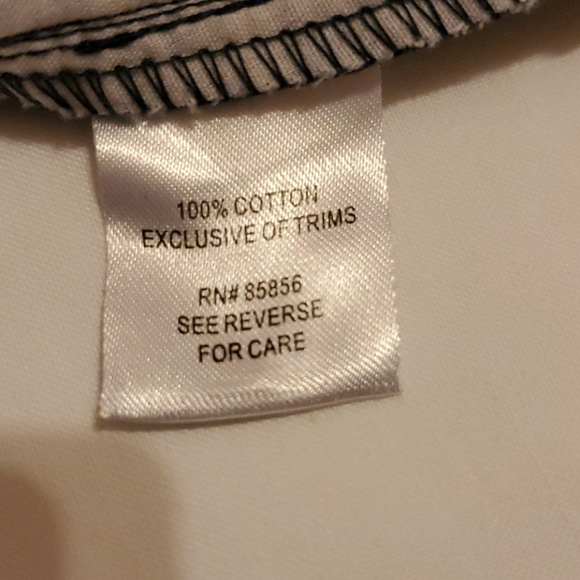 100% COTTON
EXCLUSIVE OF TRIMS
RN# 85856
SEE REVERSE
FOR CARE